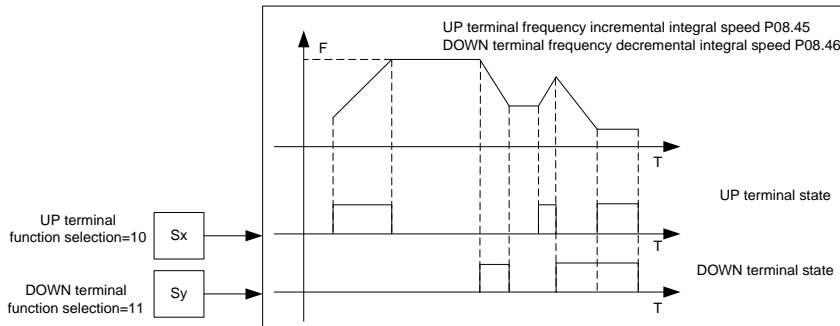 UP terminal frequency incremental integral speed P08.45
DOWN terminal frequency decremental integral speed P08.46
F
T
UP terminal state
UP terminal
function selection=10
Sx
T
DOWN terminal state
DOWN terminal
function selection=11
Sy
T